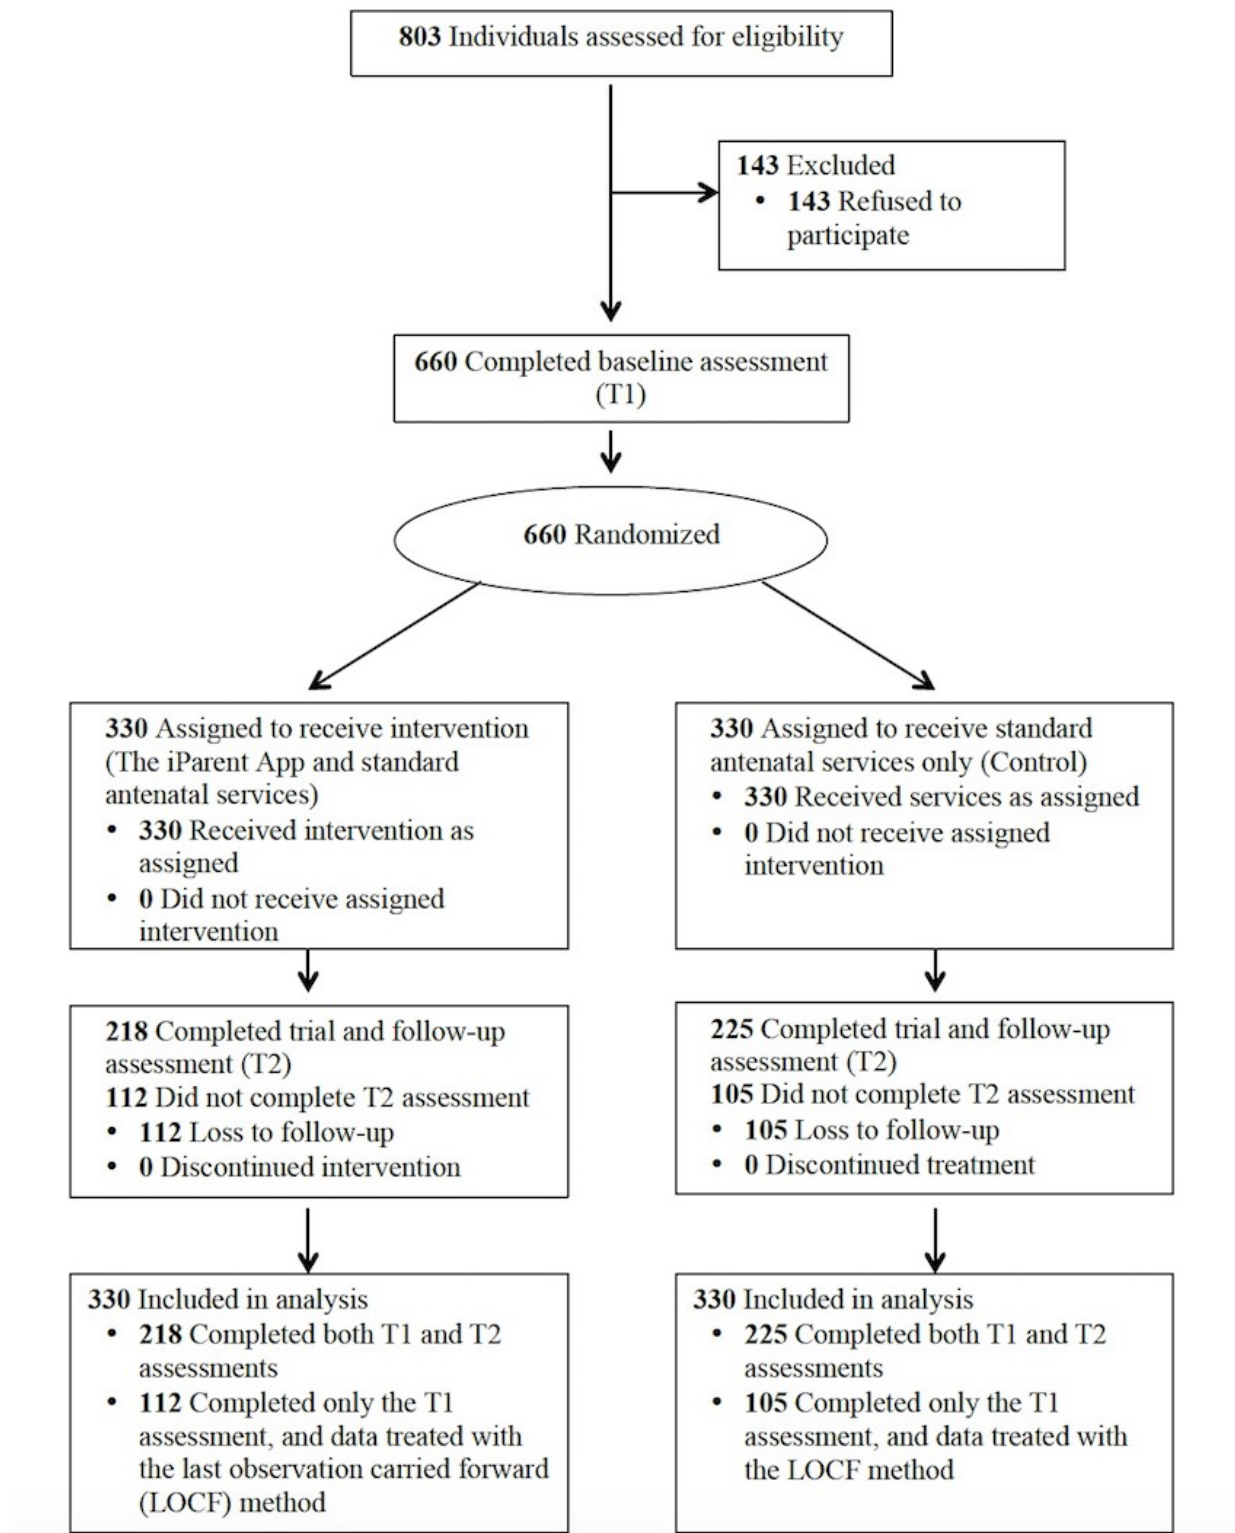 803 Individuals assessed for eligibility
143 Excluded
• 143 Refused to
participate
660 Completed baseline assessment
(T1)
660 Randomized
330 Assigned to receive intervention
(The iParent App and standard
antenatal services)
• 330 Received intervention as
assigned
• 0 Did not receive assigned
intervention
330 Assigned to receive standard
antenatal services only (Control)
• 330 Received services as assigned
• 0 Did not receive assigned
intervention
218 Completed trial and follow-up
assessment (T2)
112 Did not complete T2 assessment
• 112 Loss to follow-up
• 0 Discontinued intervention
225 Completed trial and follow-up
assessment (T2)
105 Did not complete T2 assessment
• 105 Loss to follow-up
• 0 Discontinued treatment
330 Included in analysis
• 218 Completed both T1 and T2
assessments
• 112 Completed only the T1
assessment, and data treated with
the last observation carried forward
(LOCF) method
330 Included in analysis
• 225 Completed both T1 and T2
assessments
• 105 Completed only the T1
assessment, and data treated with
the LOCF method